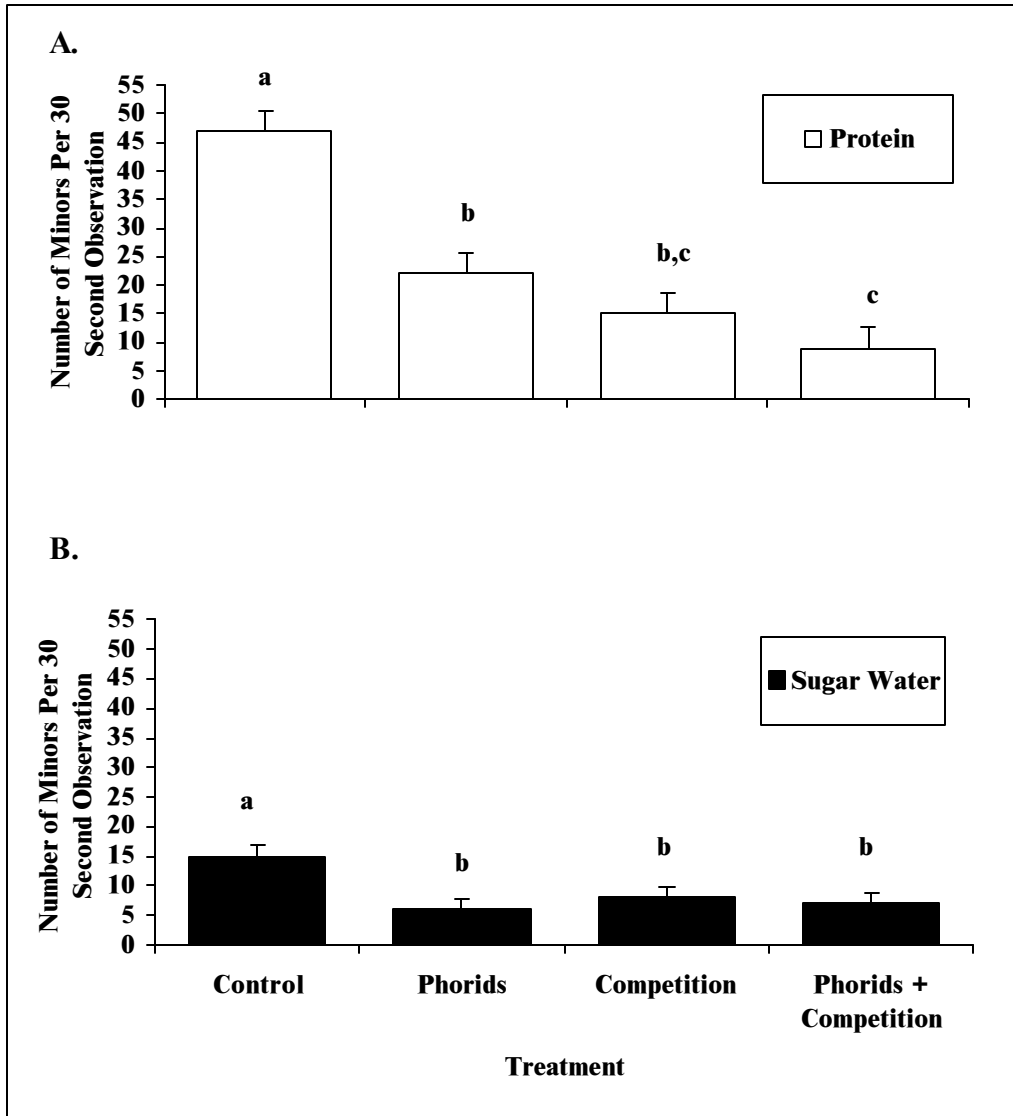 A.
Number of Minors Per 30
Second Observation
55
50
45
40
35
30
25
20
15
10
5
0
a
b
b,c
c
Protein
B.
Number of Minors Per 30
Second Observation
55
50
45
40
35
30
25
20
15
10
5
0
a
b
b
b
Sugar Water
Control
Phorids
Competition
Phorids +
Competition
Treatment